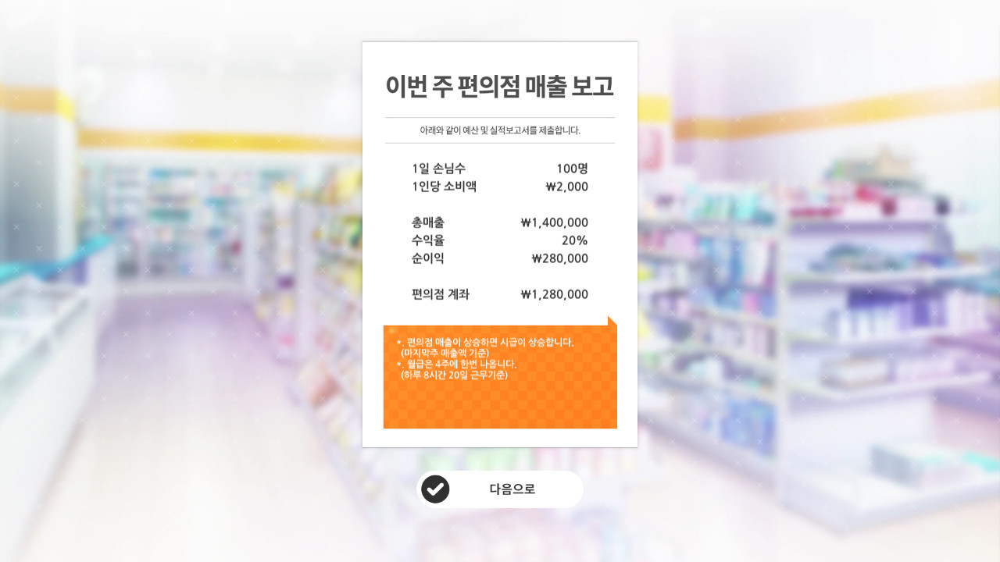 이번 주 편의점 매출 보고
아래와 같이 예산 및 실적보고서를 제출합니다.
1일 손님수 100명
1인당 소비액 ₩2,000
총매출 ₩1,400,000
수익율 20%
순이익 ₩280,000
편의점 계좌 ₩1,280,000
*. 편의점 매출이 상승하면 시급이 상승합니다.
(마지막주 매출액 기준)
*. 월급은 4주에 한번 나옵니다.
(하루 8시간 20일 근무기준)
다음으로